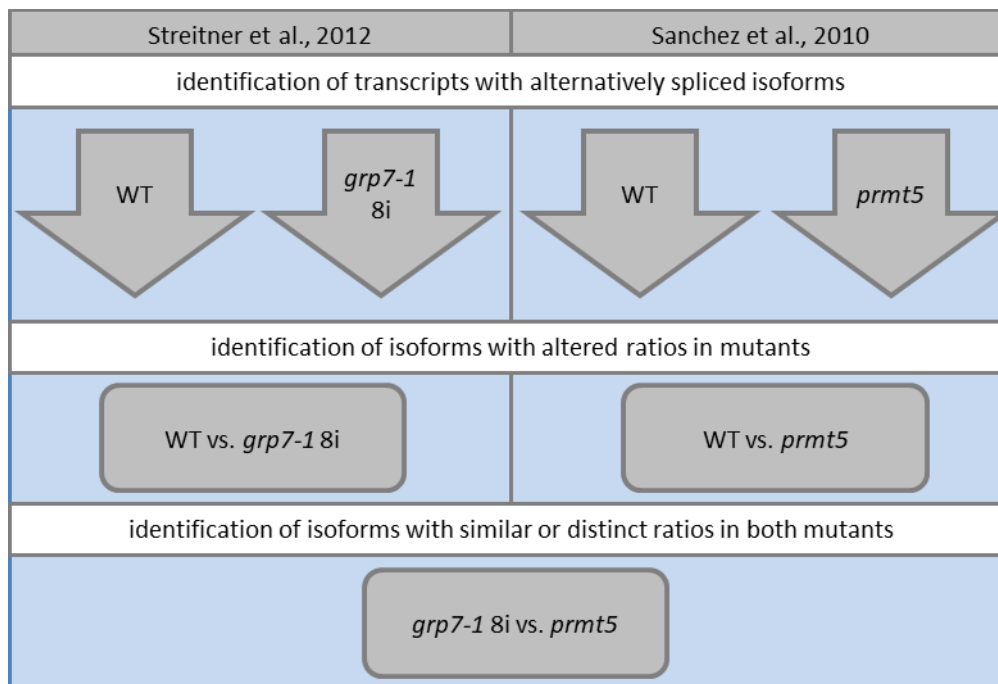 Streitner et al., 2012
Sanchez et al., 2010
identification of transcripts with alternatively spliced isoforms
WT
grp7-1
8i
WT
prmt5
identification of isoforms with altered ratios in mutants
WT vs. grp7-1 8i
WT vs. prmt5
identification of isoforms with similar or distinct ratios in both mutants
grp7-1 8i vs. prmt5